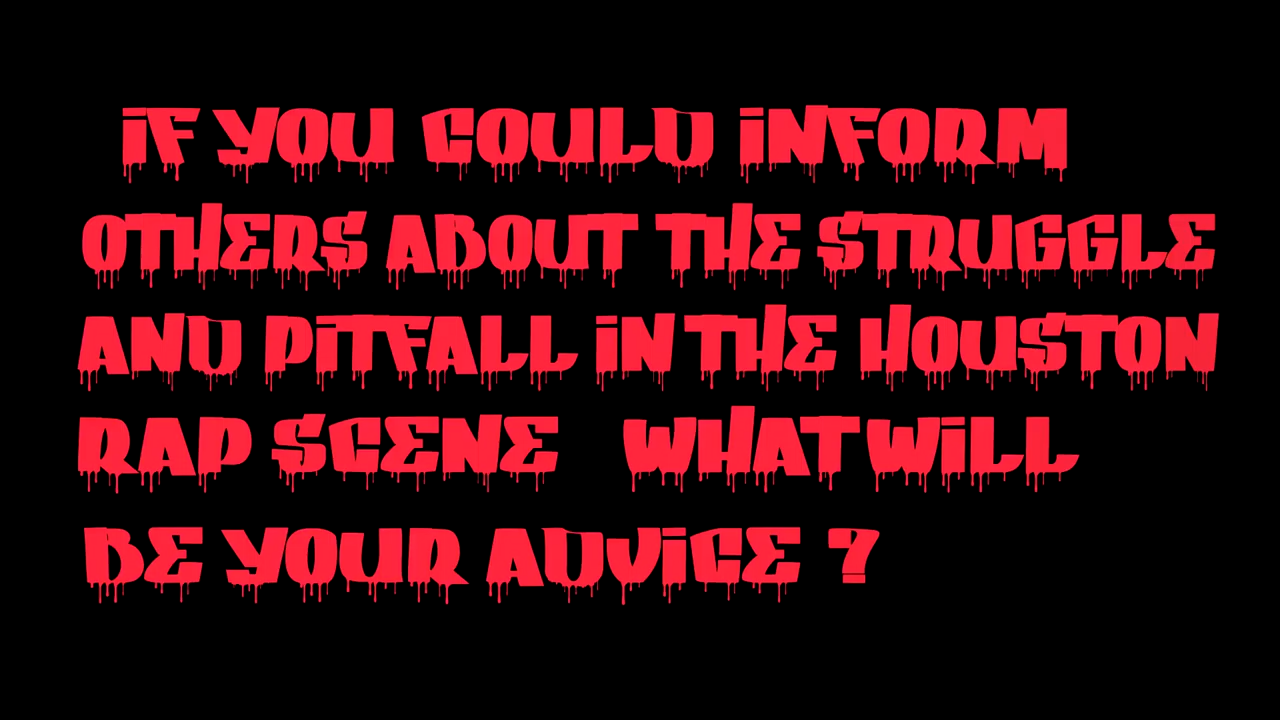 IF YOU COULD INFORM
OTHERS ABOUT THE STRUGGLE
AND PITFALL IN THE HOUSTON
RAP SCENE WHAT WILL
BE YOUR ADVICE ?